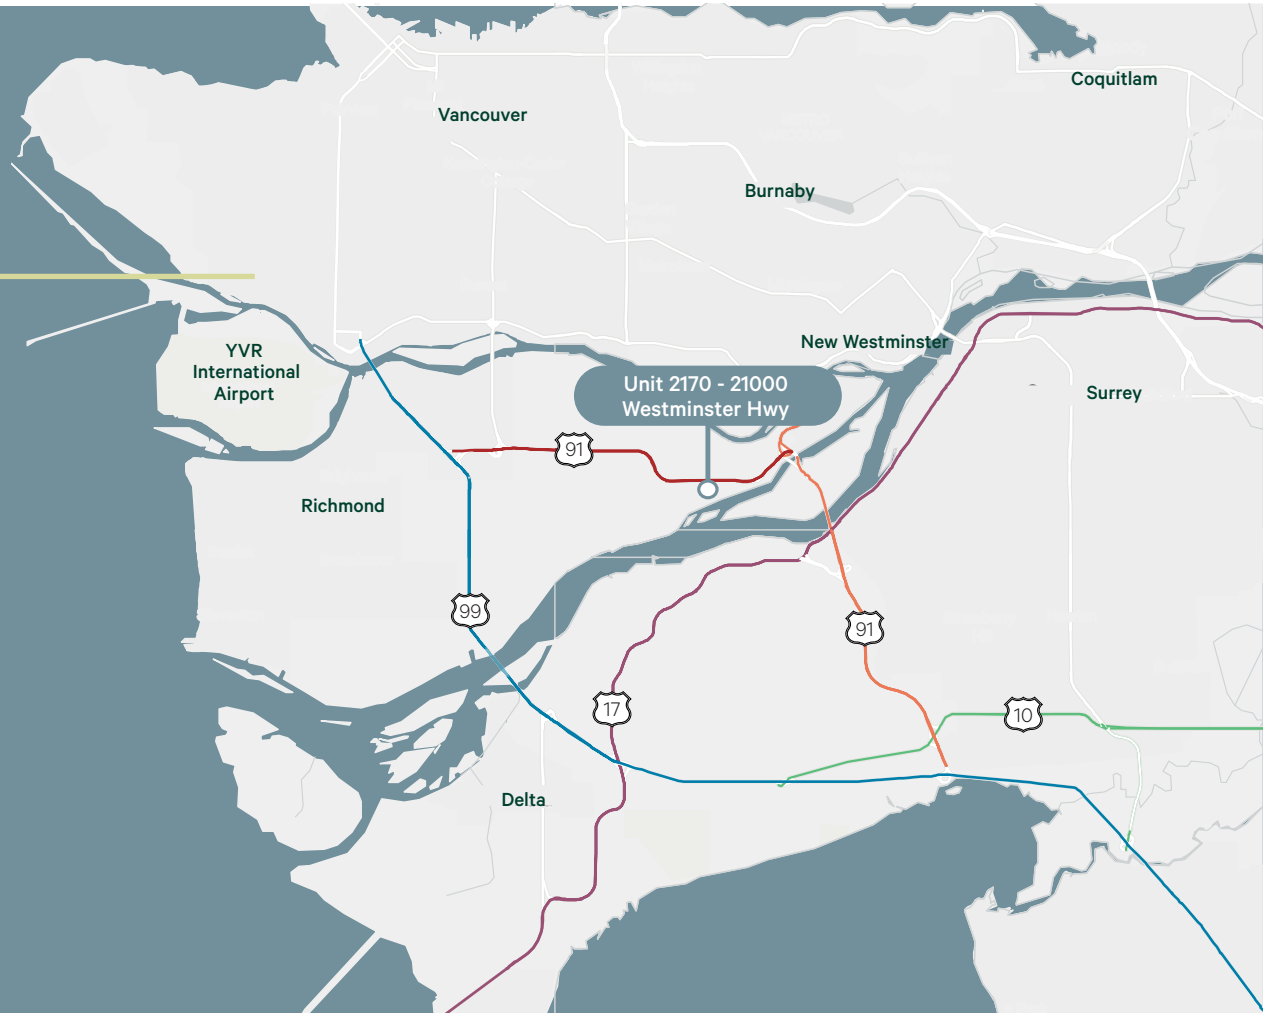 Coquitlam
Vancouver
Burnaby
New Westminster
YVR
International
Airport
Unit 2170 - 21000
Westminster Hwy
Surrey
91
Richmond
99
91
17
10
Delta